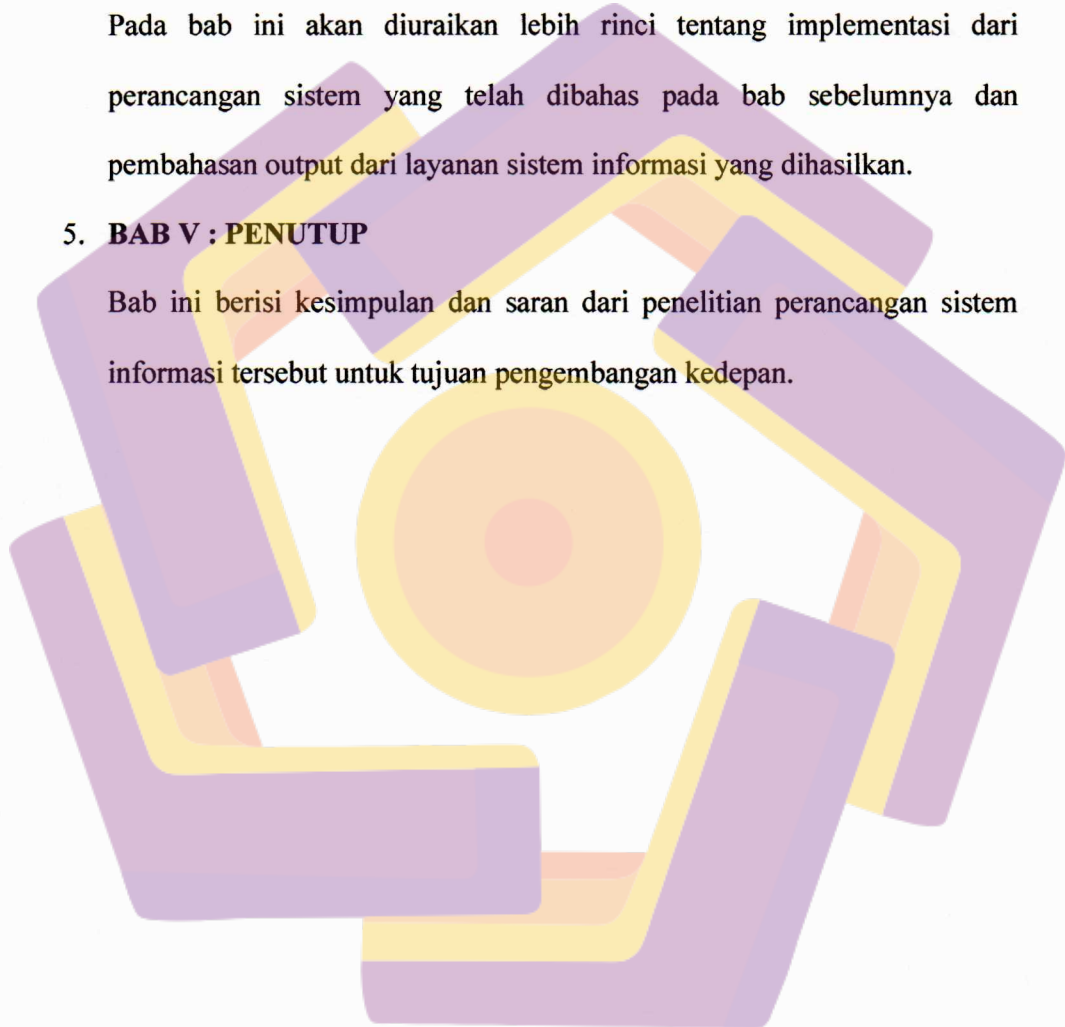 Pada bab ini akan diuraikan lebih rinci tentang implementasi dari
perancangan sistem yang telah dibahas pada bab sebelumnya dan
pembahasan output dari layanan sistem informasi yang dihasilkan.
5. BAB V : PENUTUP
Bab ini berisi kesimpulan dan saran dari penelitian perancangan sistem
informasi tersebut untuk tujuan pengembangan kedepan.